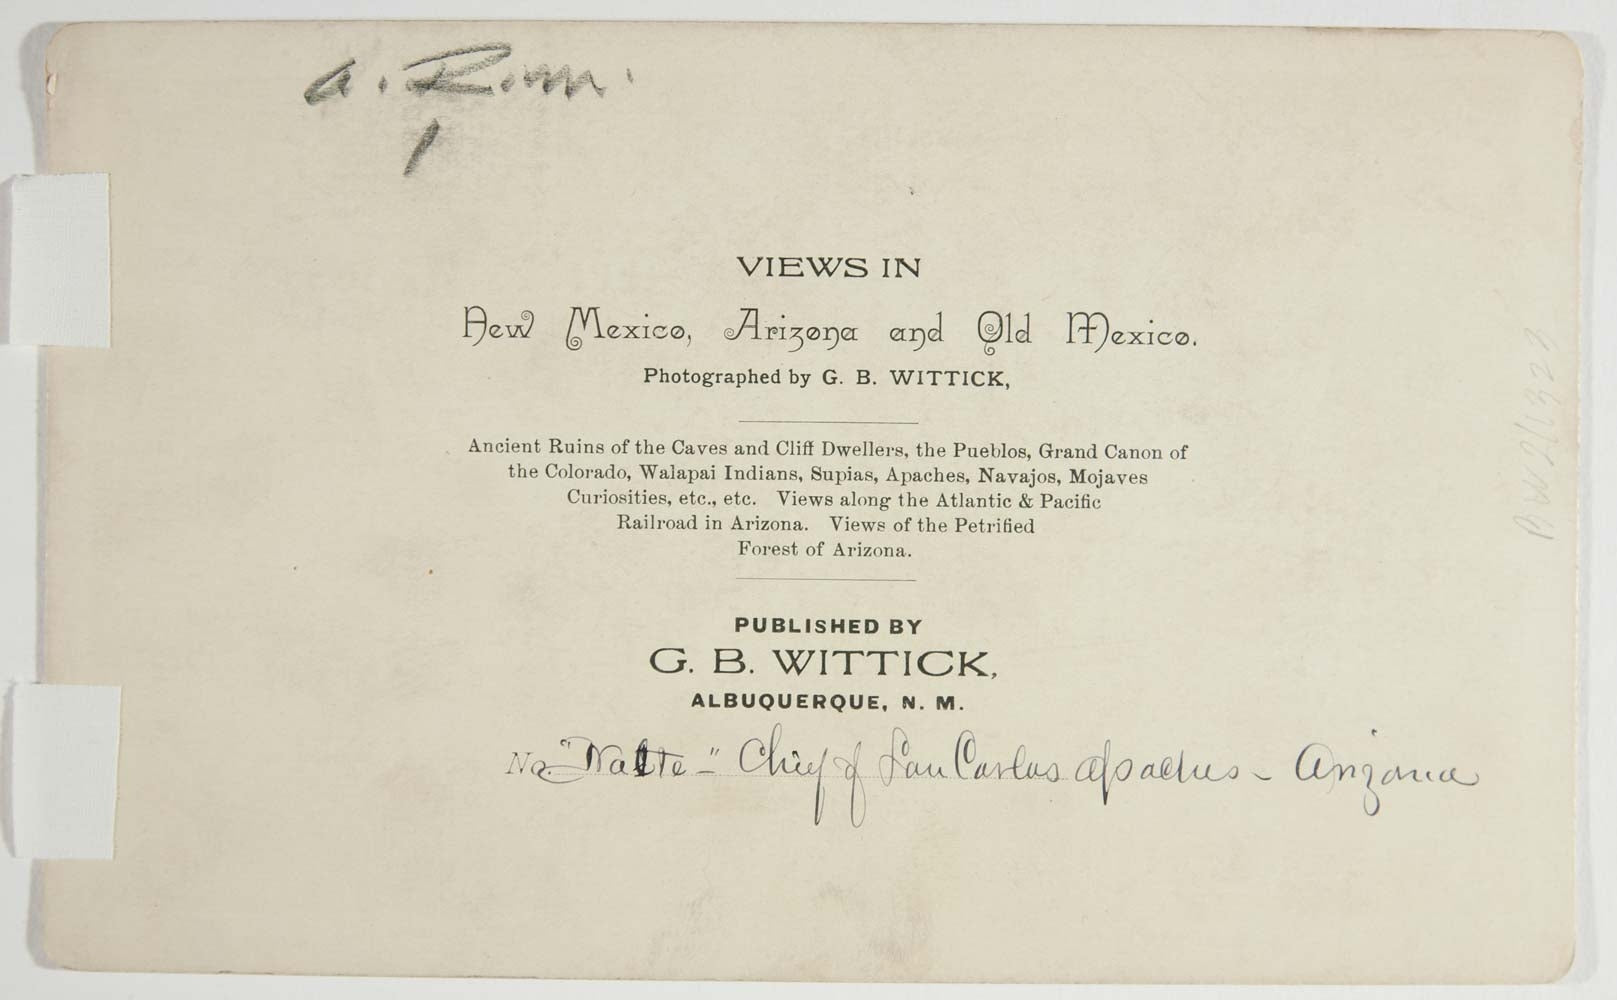 a. R.m.
1
VIEWS IN
New Mexico, Arizona and Old Mexico.
Photographed by G. B. WITTICK,
Ancient Ruins of the Caves and Cliff Dwellers, the Pueblos, Grand Canon of
the Colorado, Walapai Indians, Supias, Apaches, Navajos, Mojaves
Curiosities, etc., etc. Views along the Atlantic & Pacific
Railroad in Arizona. Views of the Petrified
Forest of Arizona.
PUBLISHED BY
G. B. WITTICK,
ALBUQUERQUE, N. M.
No. "Nalte-" Chief of San Carlos apaches - Arizona